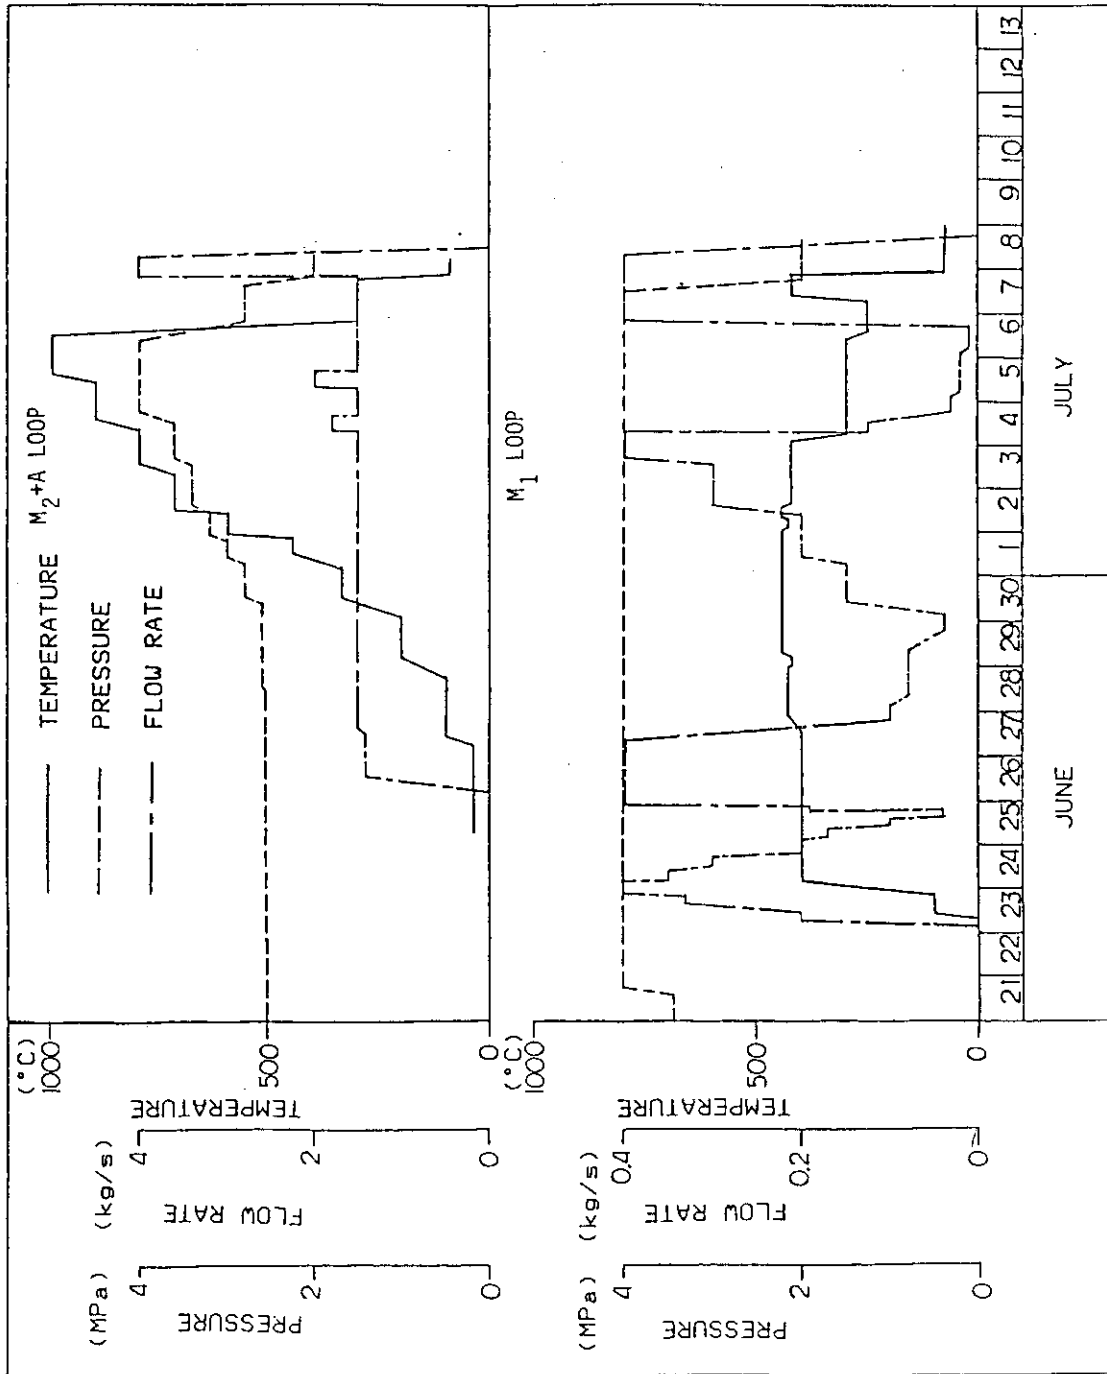 (°C)
1000
500
0
TEMPERATURE
(kg/s)
4
2
0
FLOW RATE
(MPa)
4
2
0
PRESSURE
TEMPERATURE
PRESSURE
FLOW RATE
M2+A LOOP
M1 LOOP
(°C)
1000
500
0
TEMPERATURE
(kg/s)
0.4
0.2
0
FLOW RATE
(MPa)
4
2
0
PRESSURE
21 22 23 24 25 26 27 28 29 30 1 2 3 4 5 6 7 8 9 10 11 12 13
JUNE JULY